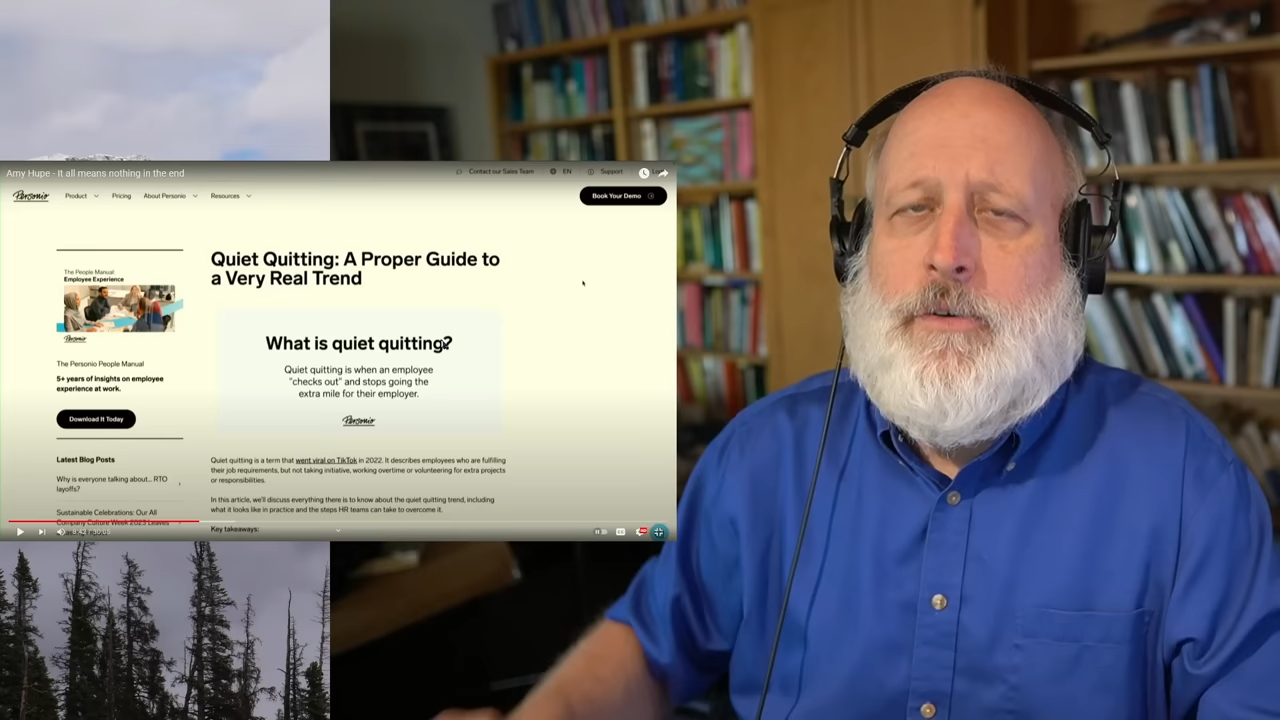 Amy Hupe - It all means nothing in the end
Contact our Sales Team EN Support
Personio Product Pricing About Personio Resources Book Your Demo
The People Manual:
Employee Experience
Personio
The Personio People Manual
5+ years of insights on employee
experience at work.
Download It Today
Latest Blog Posts
Why is everyone talking about... RTO
layoffs?
Sustainable Celebrations: Our All
Company Culture Week 2023 Leaves
Quiet Quitting: A Proper Guide to
a Very Real Trend
What is quiet quitting?
Quiet quitting is when an employee
"checks out" and stops going the
extra mile for their employer.
Personio
Quiet quitting is a term that went viral on TikTok in 2022. It describes employees who are fulfilling
their job requirements, but not taking initiative, working overtime or volunteering for extra projects
or responsibilities.
In this article, we'll discuss everything there is to know about the quiet quitting trend, including
what it looks like in practice and the steps HR teams can take to overcome it.
Key takeaways: